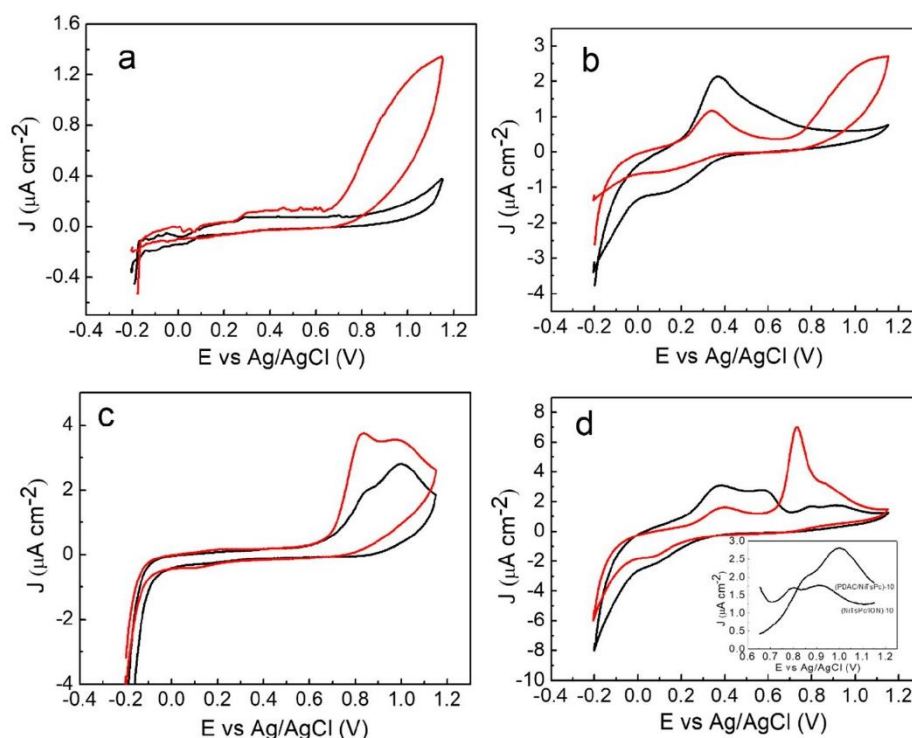 a
J (μA cm-2)
1.6
1.2
0.8
0.4
0.0
-0.4
-0.4 -0.2 0.0 0.2 0.4 0.6 0.8 1.0 1.2
E vs Ag/AgCl (V)
b
J (μA cm-2)
3
2
1
0
-1
-2
-3
-4
-0.4 -0.2 0.0 0.2 0.4 0.6 0.8 1.0 1.2
E vs Ag/AgCl (V)
c
J (μA cm-2)
4
2
0
-2
-4
-0.4 -0.2 0.0 0.2 0.4 0.6 0.8 1.0 1.2
E vs Ag/AgCl (V)
d
J (μA cm-2)
8
6
4
2
0
-2
-4
-6
-8
-10
-0.4 -0.2 0.0 0.2 0.4 0.6 0.8 1.0 1.2
E vs Ag/AgCl (V)
J (μA cm-2)
3.0
2.5
2.0
1.5
1.0
0.5
0.0
(PDAC/NiTsPc)-10
(NiTsPc/ION)-10
0.6 0.7 0.8 0.9 1.0 1.1 1.2
E vs Ag/AgCl (V)